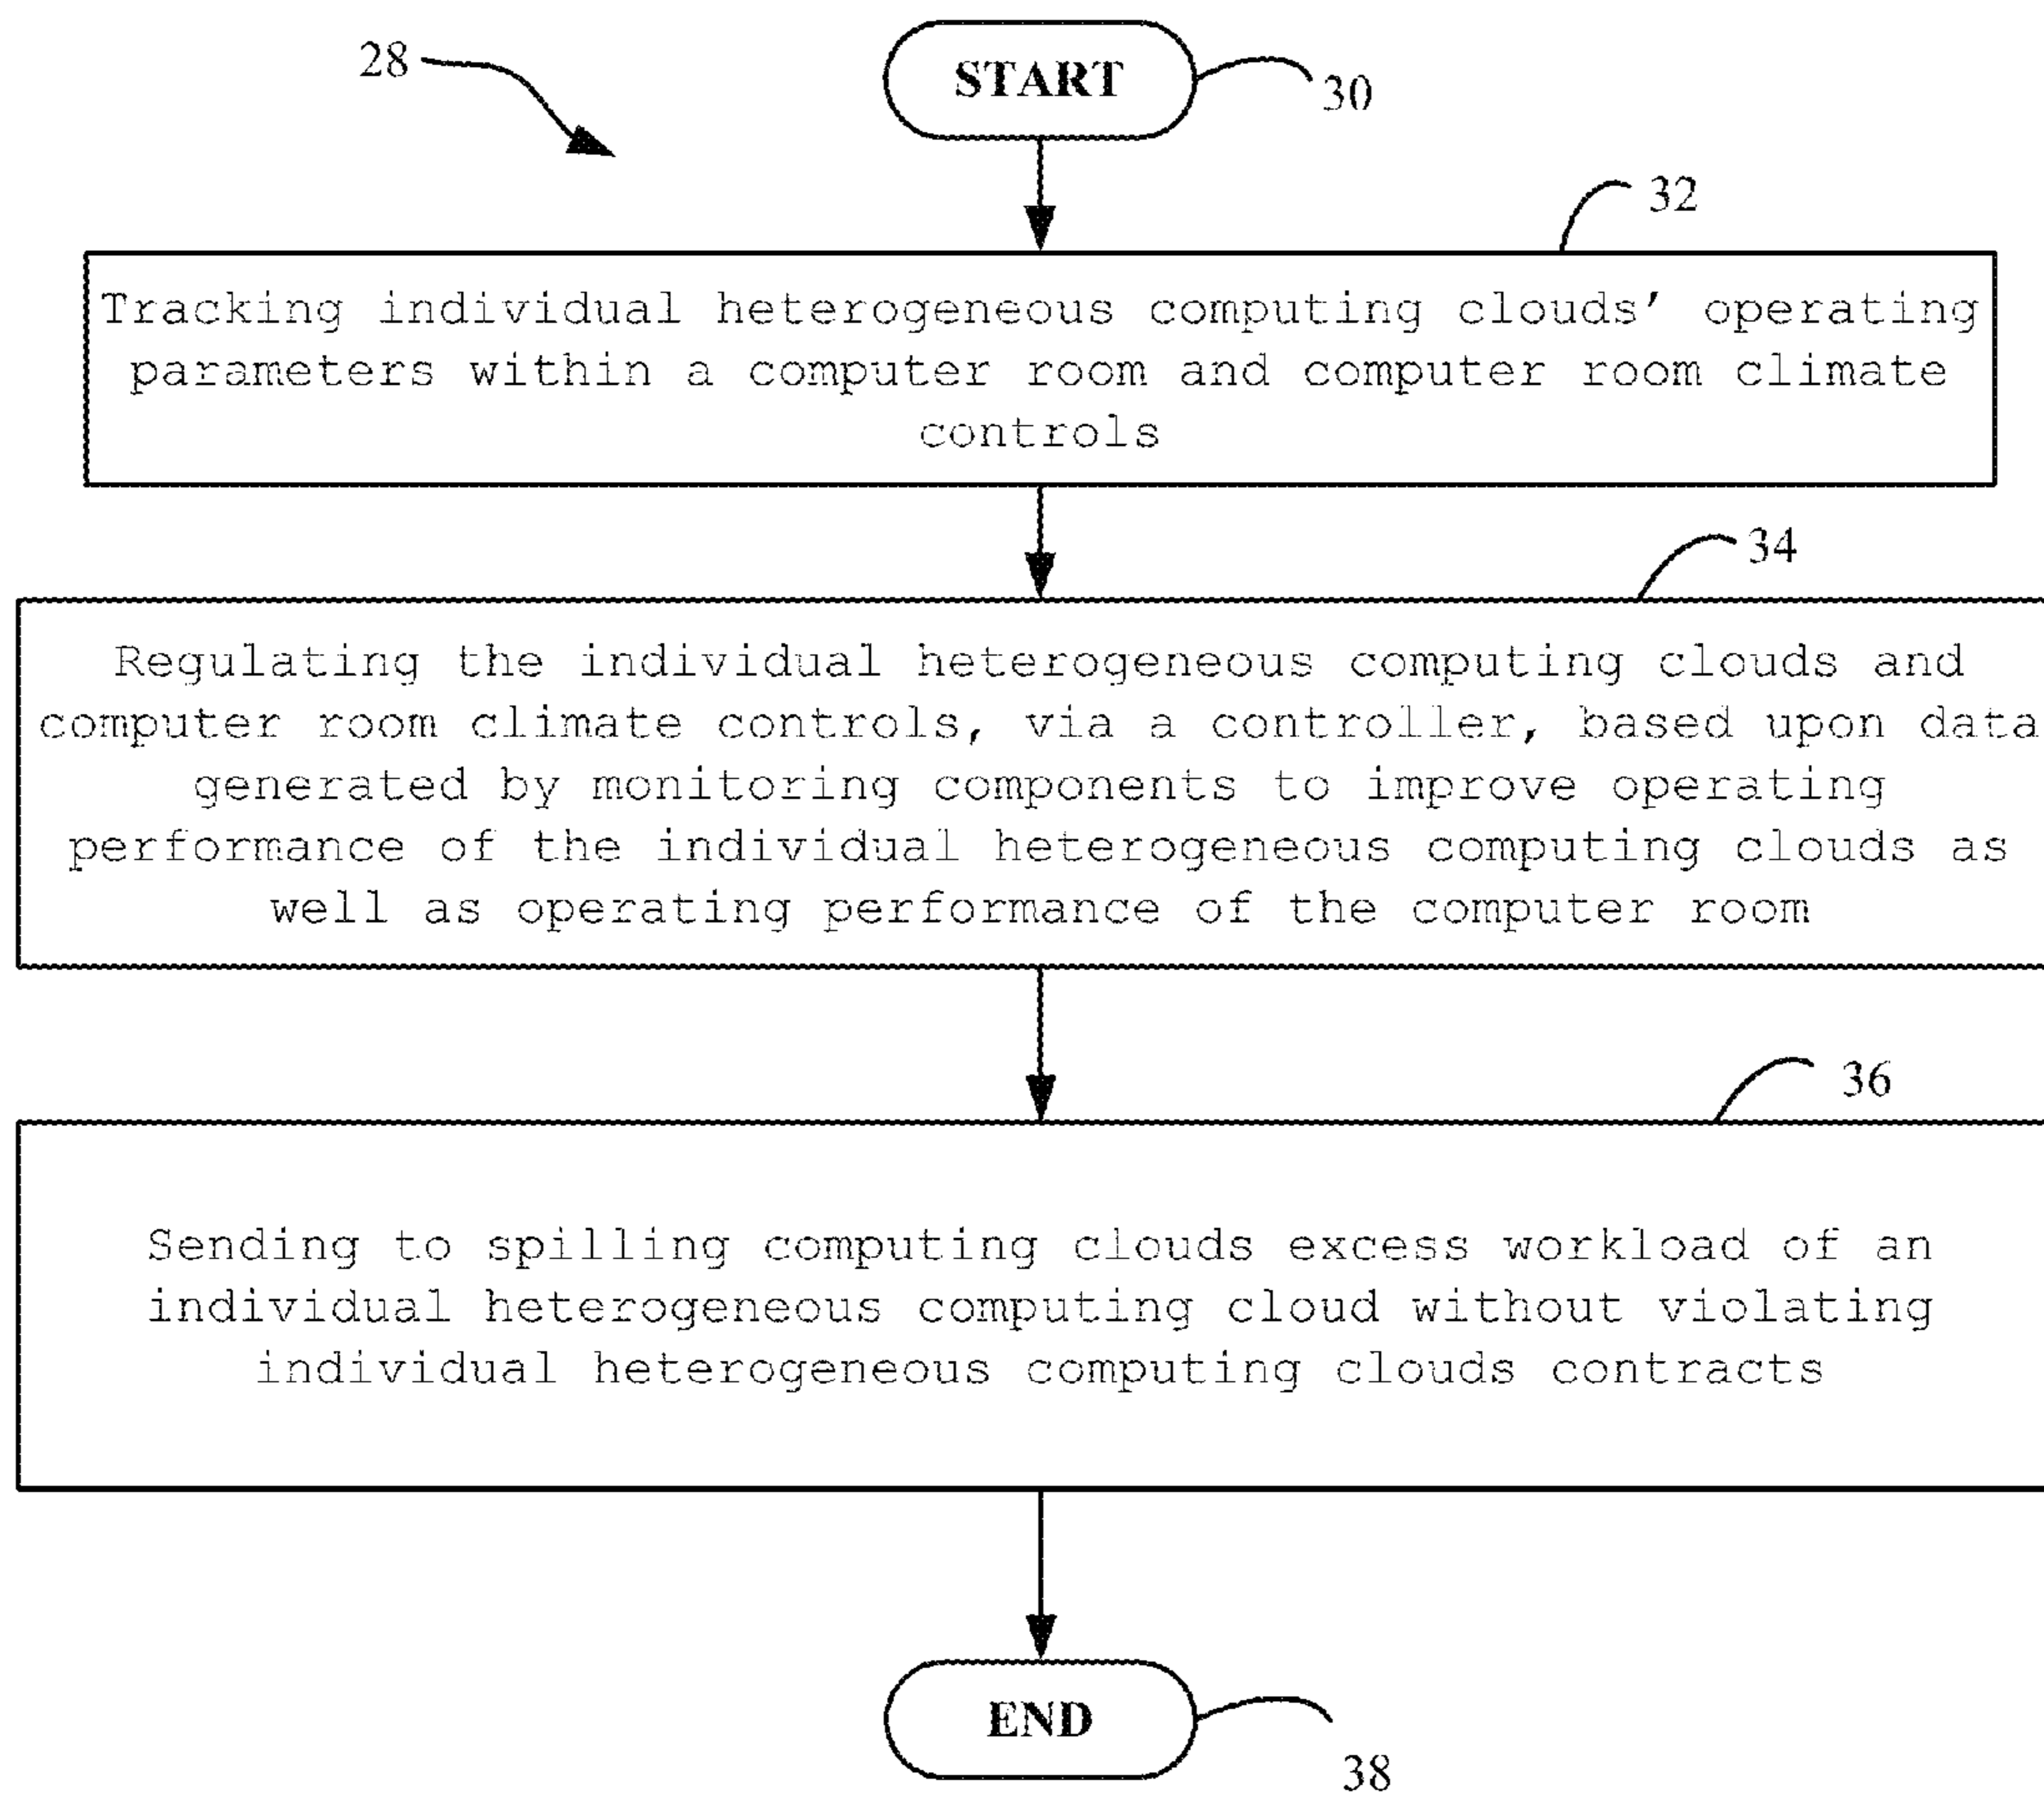 28
START
30
32
Tracking individual heterogeneous computing clouds’ operating
parameters within a computer room and computer room climate
controls
34
Regulating the individual heterogeneous computing clouds and
computer room climate controls, via a controller, based upon data
generated by monitoring components to improve operating
performance of the individual heterogeneous computing clouds as
well as operating performance of the computer room
36
Sending to spilling computing clouds excess workload of an
individual heterogeneous computing cloud without violating
individual heterogeneous computing clouds contracts
END
38